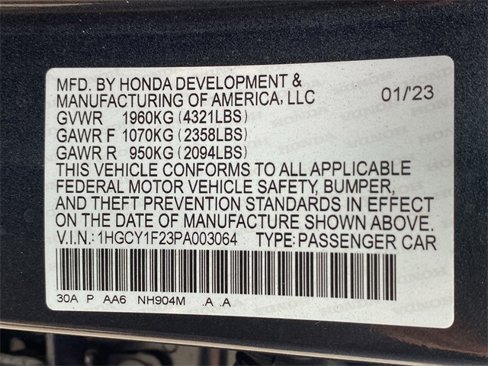 MFD. BY HONDA DEVELOPMENT &
MANUFACTURING OF AMERICA, LLC 01/'23
GVWR 1960KG (4321LBS)
GAWR F 1070KG (2358LBS)
GAWR R 950KG (2094LBS)
THIS VEHICLE CONFORMS TO ALL APPLICABLE
FEDERAL MOTOR VEHICLE SAFETY, BUMPER,
AND THEFT PREVENTION STANDARDS IN EFFECT
ON THE DATE OF MANUFACTURE SHOWN ABOVE.
V.I.N.: 1HGCY1F23PA003064 TYPE: PASSENGER CAR
30A P AA6 NH904M .A .A